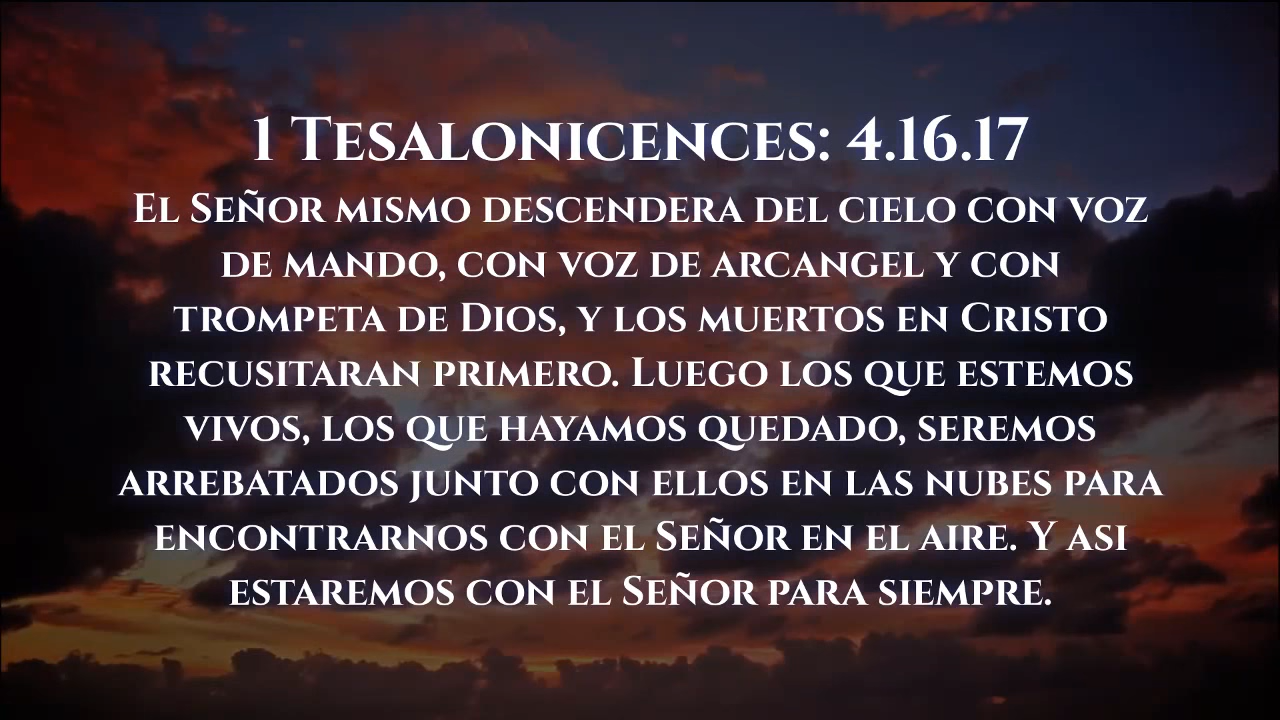 1 Tesalonicences: 4.16.17
El Señor mismo descendera del cielo con voz
de mando, con voz de arcangel y con
trompeta de Dios, y los muertos en Cristo
recusitaran primero. Luego los que estemos
vivos, los que hayamos quedado, seremos
arrebatados junto con ellos en las nubes para
encontrarnos con el Señor en el aire. Y asi
estaremos con el Señor para siempre.